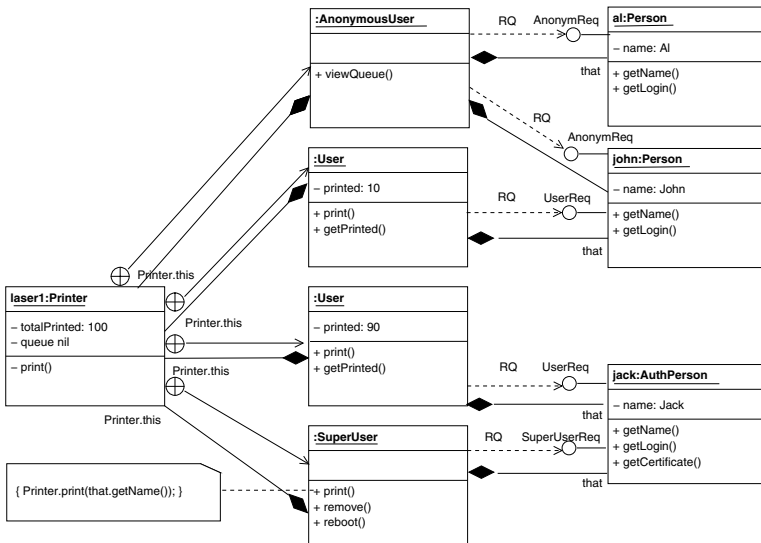 :AnonymousUser
+ viewQueue()
RQ
AnonymReq
that
al:Person
– name: Al
+ getName()
+ getLogin()
RQ
AnonymReq
:User
– printed: 10
+ print()
+ getPrinted()
RQ
UserReq
that
john:Person
– name: John
+ getName()
+ getLogin()
Printer.this
laser1:Printer
– totalPrinted: 100
– queue nil
– print()
Printer.this
Printer.this
Printer.this
:User
– printed: 90
+ print()
+ getPrinted()
RQ
UserReq
that
jack:AuthPerson
– name: Jack
+ getName()
+ getLogin()
+ getCertificate()
:SuperUser
+ print()
+ remove()
+ reboot()
RQ
SuperUserReq
that
{ Printer.print(that.getName()); }